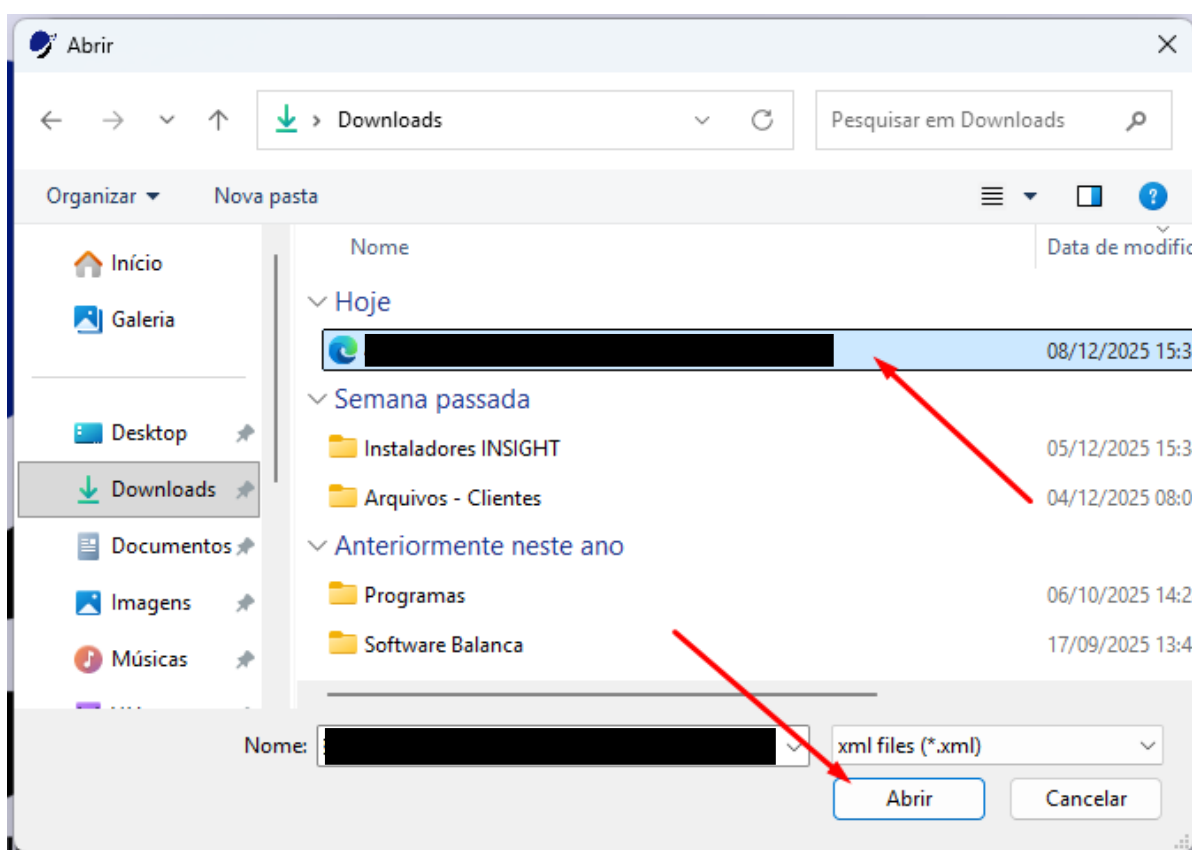 Abrir
Downloads
Pesquisar em Downloads
Organizar
Nova pasta
?
Início
Galeria
Desktop
Downloads
Documentos
Imagens
Músicas
Nome
Data de modific
Hoje
08/12/2025 15:3
Semana passada
Instaladores INSIGHT
05/12/2025 15:3
Arquivos - Clientes
04/12/2025 08:0
Anteriormente neste ano
Programas
06/10/2025 14:2
Software Balanca
17/09/2025 13:4
Nome:
xml files (*.xml)
Abrir
Cancelar